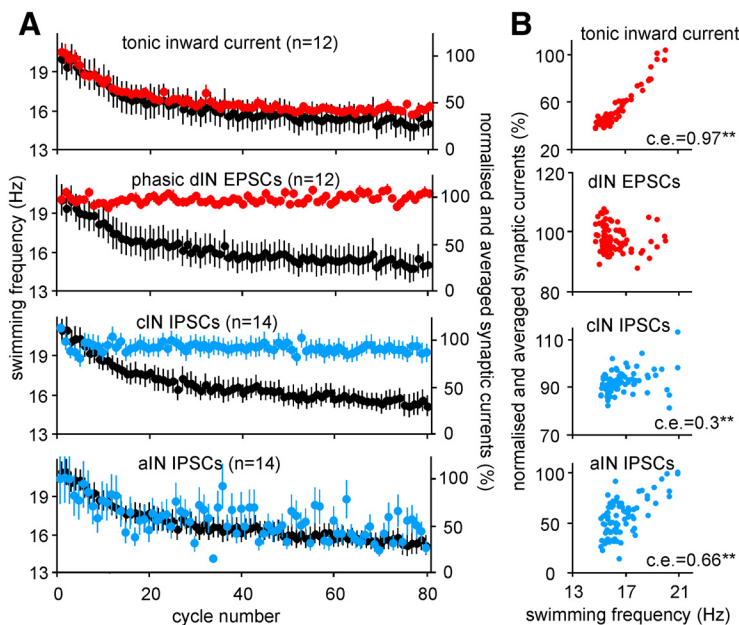 A
B
tonic inward current (n=12)
19
16
13
100
50
0
phasic dIN EPSCs (n=12)
19
16
13
100
50
0
cIN IPSCs (n=14)
19
16
13
100
50
0
aIN IPSCs (n=14)
19
16
13
100
50
0
0
20
40
60
80
cycle number
swimming frequency (Hz)
normalised and averaged synaptic currents (%)
tonic inward current
100
60
20
c.e.=0.97**
dIN EPSCs
120
100
80
cIN IPSCs
110
90
70
c.e.=0.3**
aIN IPSCs
100
50
0
c.e.=0.66**
13
17
21
swimming frequency (Hz)
normalised and averaged synaptic currents (%)